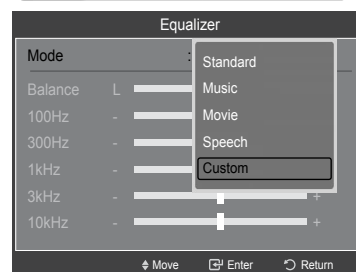 Equalizer
Mode :
Standard
Balance L
Music
100Hz -
Movie
300Hz -
Speech
1kHz -
Custom
3kHz - +
10kHz - +
Move Enter Return